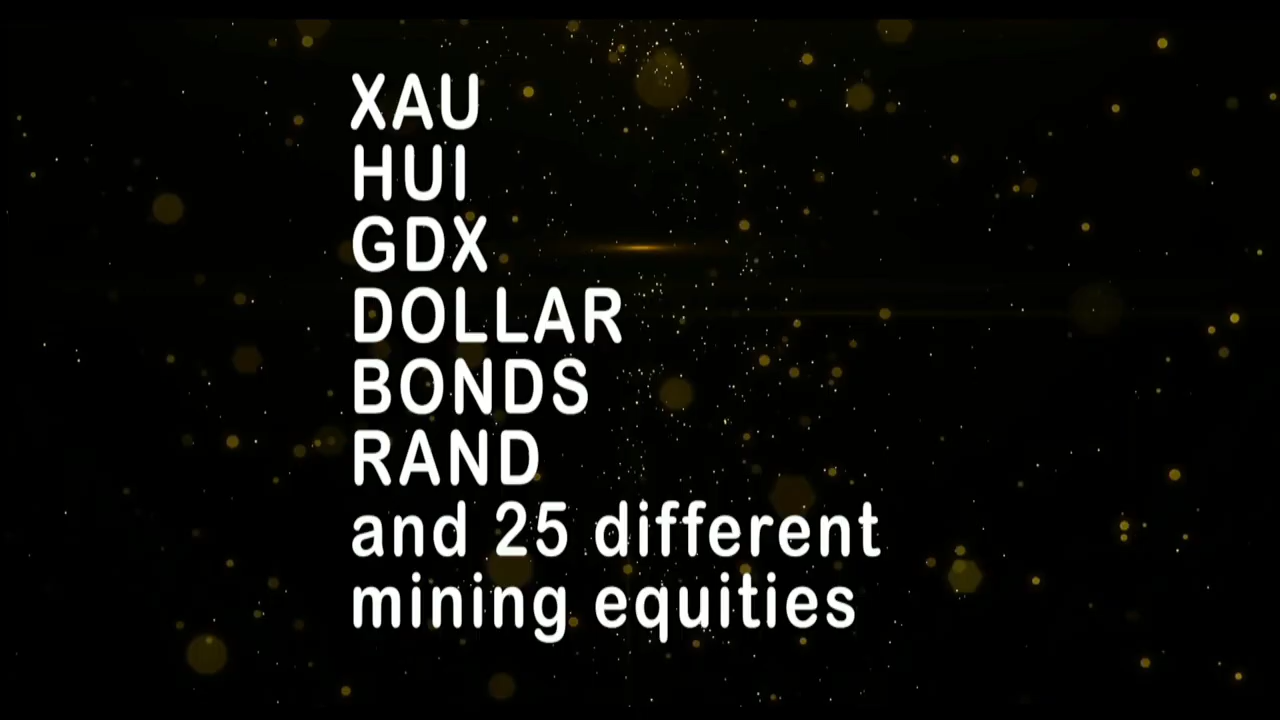 XAU
HUI
GDX
DOLLAR
BONDS
RAND
and 25 different
mining equities